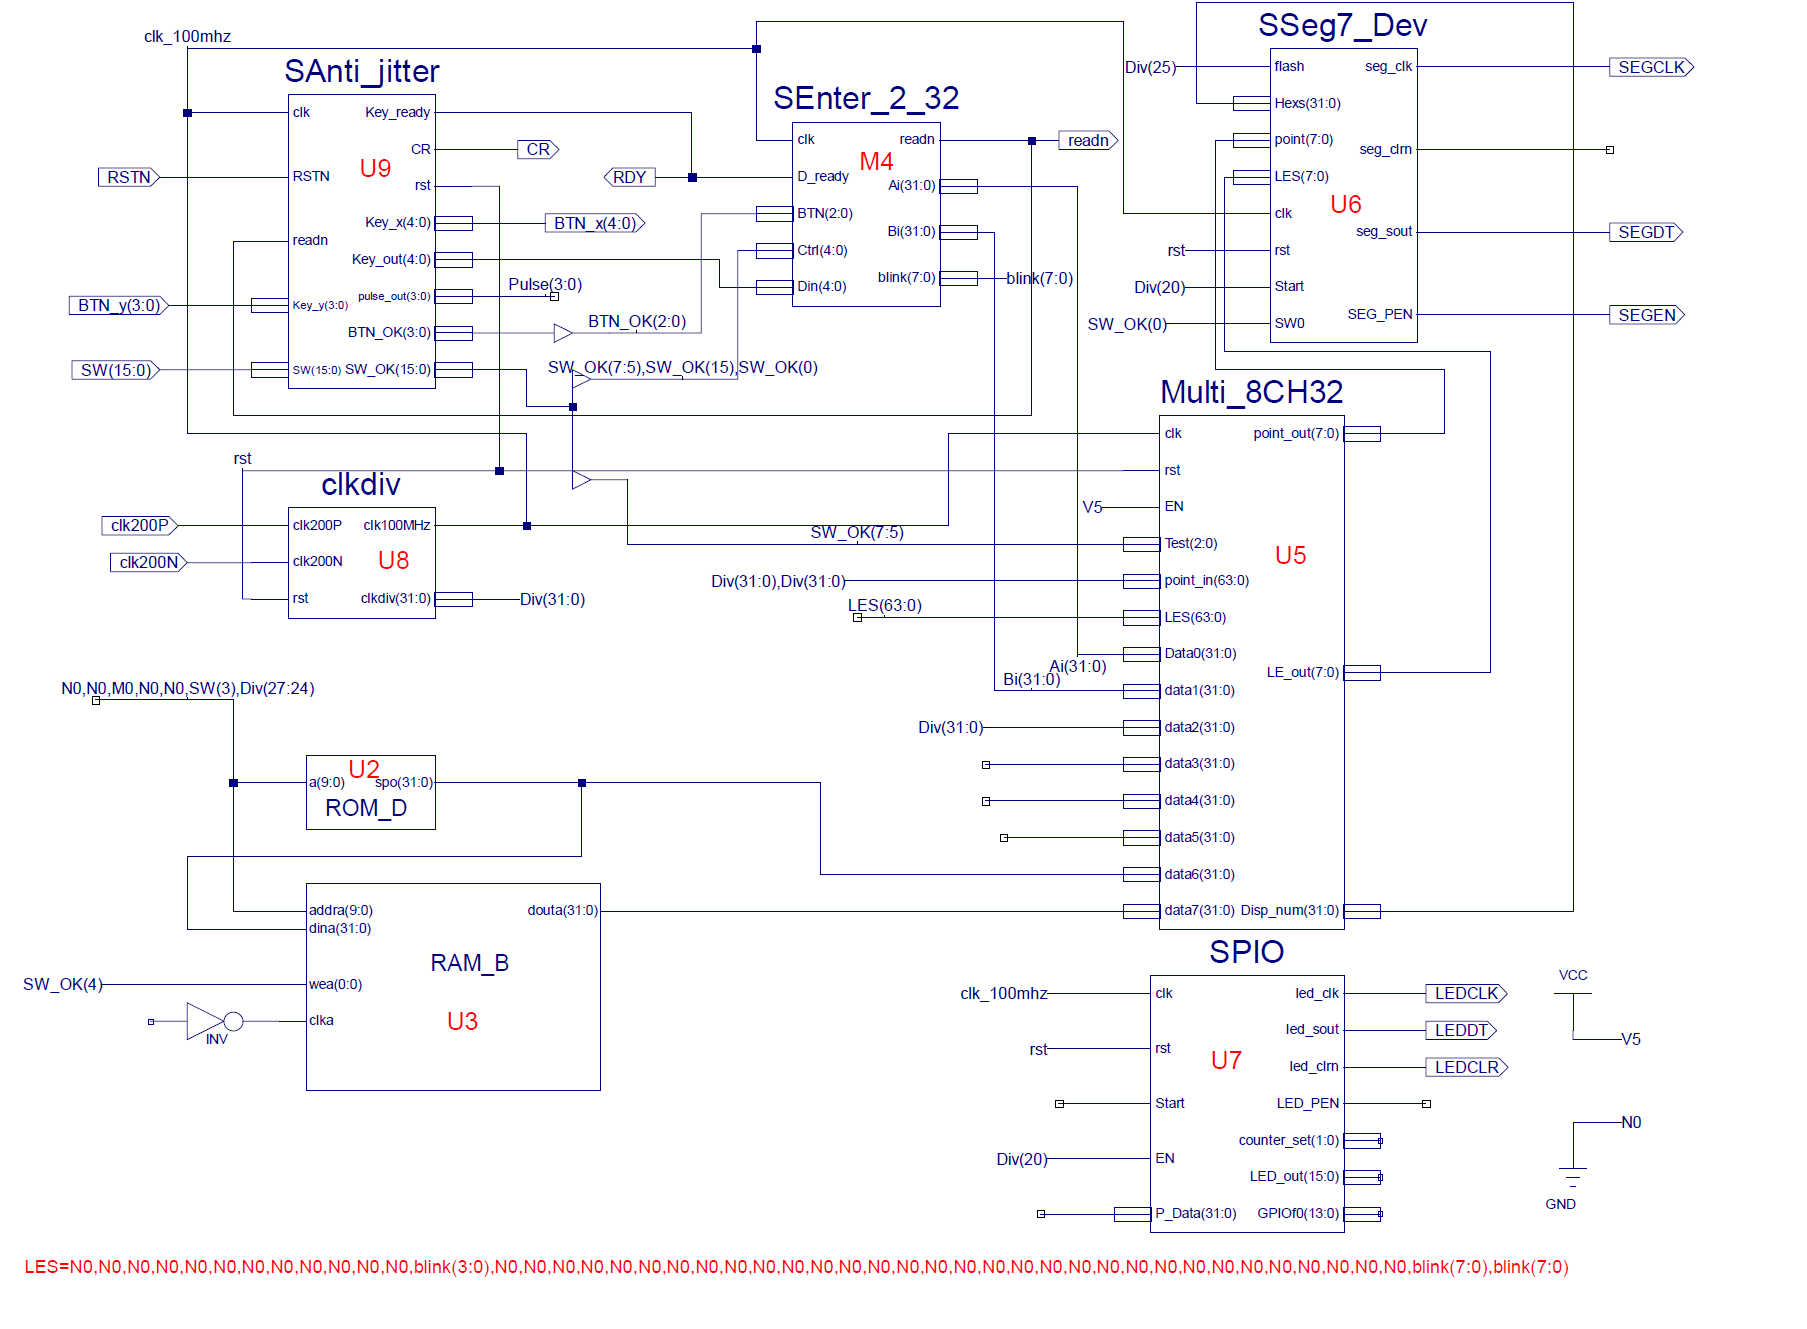 clk_100mhz
SAnti_jitter
clk
Key_ready
CR
CR
U9
RSTN
RSTN
rst
Key_x(4:0)
BTN_x(4:0)
readn
Key_out(4:0)
BTN_y(3:0)
Key_y(3:0)
pulse_out(3:0)
Pulse(3:0)
BTN_OK(3:0)
BTN_OK(2:0)
SW(15:0)
SW(15:0)
SW_OK(15:0)
SW_OK(7:5),SW_OK(15),SW_OK(0)
RDY
SEnter_2_32
clk
readn
readn
M4
D_ready
Ai(31:0)
BTN(2:0)
Bi(31:0)
Ctrl(4:0)
blink(7:0)
blink(7:0)
Din(4:0)
SSeg7_Dev
Div(25)
flash
seg_clk
SEGCLK
Hexs(31:0)
point(7:0)
seg_clrn
LES(7:0)
U6
clk
seg_sout
SEGDT
rst
rst
Div(20)
Start
SEG_PEN
SEGEN
SW_OK(0)
SW0
rst
clkdiv
clk200P
clk200P
clk100MHz
clk200N
clk200N
U8
rst
clkdiv(31:0)
Div(31:0)
Multi_8CH32
clk
point_out(7:0)
rst
V5
EN
SW_OK(7:5)
Test(2:0)
U5
Div(31:0),Div(31:0)
point_in(63:0)
LES(63:0)
LES(63:0)
Data0(31:0)
Ai(31:0)
LE_out(7:0)
Bi(31:0)
data1(31:0)
Div(31:0)
data2(31:0)
data3(31:0)
data4(31:0)
data5(31:0)
data6(31:0)
data7(31:0)
Disp_num(31:0)
N0,N0,M0,N0,N0,SW(3),Div(27:24)
U2
a(9:0)
spo(31:0)
ROM_D
addra(9:0)
douta(31:0)
dina(31:0)
RAM_B
SW_OK(4)
wea(0:0)
clka
U3
INV
SPIO
clk_100mhz
clk
led_clk
LEDCLK
led_sout
LEDDT
rst
rst
U7
led_clrn
LEDCLR
Start
LED_PEN
counter_set(1:0)
Div(20)
EN
LED_out(15:0)
P_Data(31:0)
GPIOf0(13:0)
VCC
V5
N0
GND
LES=N0,N0,N0,N0,N0,N0,N0,N0,N0,N0,N0,N0,blink(3:0),N0,N0,N0,N0,N0,N0,N0,N0,N0,N0,N0,N0,N0,N0,N0,N0,N0,N0,N0,N0,N0,N0,N0,N0,N0,N0,N0,N0,N0,N0,N0,N0,blink(7:0),blink(7:0)